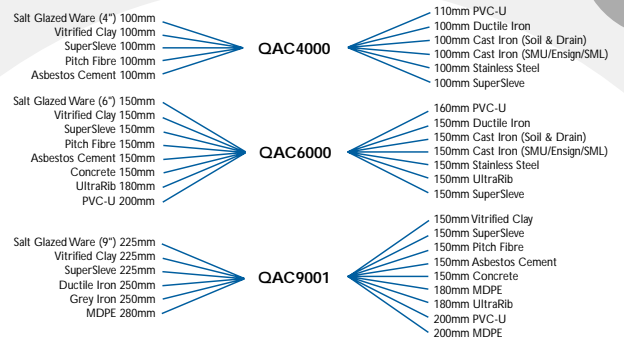 Salt Glazed Ware (4") 100mm
Vitrified Clay 100mm
SuperSleve 100mm
Pitch Fibre 100mm
Asbestos Cement 100mm
QAC4000
110mm PVC-U
100mm Ductile Iron
100mm Cast Iron (Soil & Drain)
100mm Cast Iron (SMU/Ensign/SML)
100mm Stainless Steel
100mm SuperSleve
Salt Glazed Ware (6") 150mm
Vitrified Clay 150mm
SuperSleve 150mm
Pitch Fibre 150mm
Asbestos Cement 150mm
Concrete 150mm
UltraRib 180mm
PVC-U 200mm
QAC6000
160mm PVC-U
150mm Ductile Iron
150mm Cast Iron (Soil & Drain)
150mm Cast Iron (SMU/Ensign/SML)
150mm Stainless Steel
150mm UltraRib
150mm SuperSleve
Salt Glazed Ware (9") 225mm
Vitrified Clay 225mm
SuperSleve 225mm
Ductile Iron 250mm
Grey Iron 250mm
MDPE 280mm
QAC9001
150mm Vitrified Clay
150mm SuperSleve
150mm Pitch Fibre
150mm Asbestos Cement
150mm Concrete
180mm MDPE
180mm UltraRib
200mm PVC-U
200mm MDPE